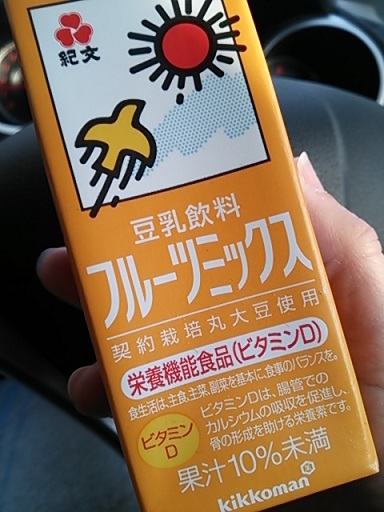 紀文
豆乳飲料
フルーツミックス
契約栽培丸大豆使用
栄養機能食品(ビタミンD)
食生活は、主食、主菜、副菜を基本に、食事のバランスを。
ビタミン
D
ビタミンDは、腸管での
カルシウムの吸収を促進し、
骨の形成を助ける栄養素です。
果汁10%未満
kikkoman